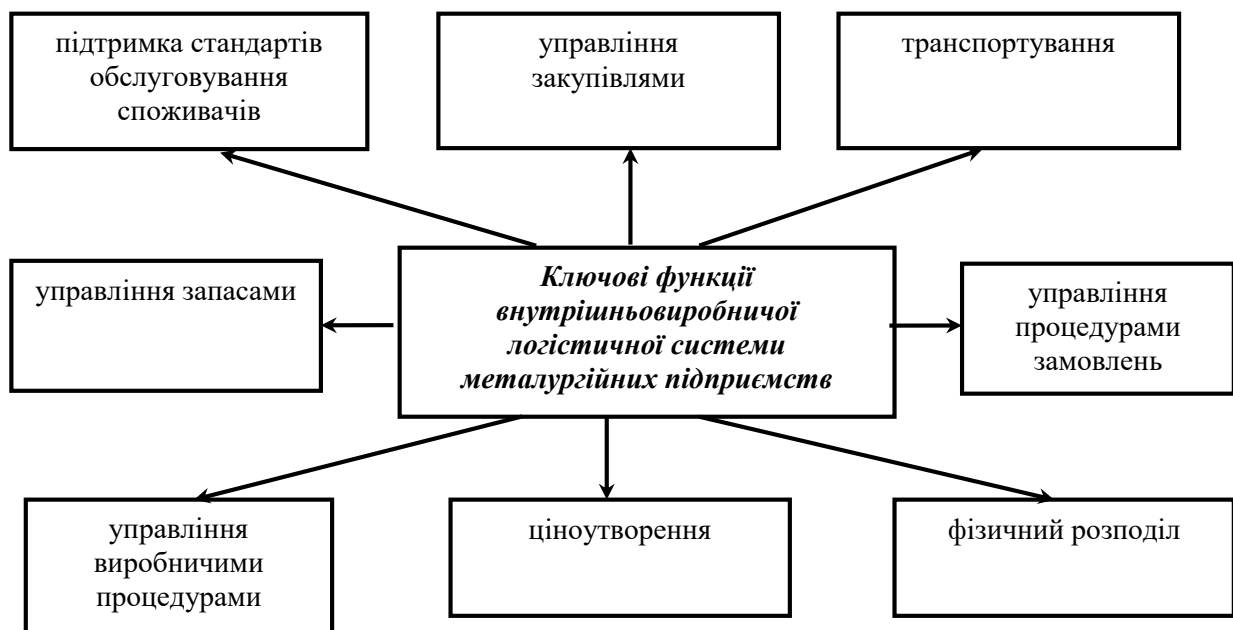 підтримка стандартів
обслуговування
споживачів
управління
закупівлями
транспортування
управління запасами
Ключові функції
внутрішньовиробничої
логістичної системи
металургійних підприємств
управління
процедурами
замовлень
управління
виробничими
процедурами
ціноутворення
фізичний розподіл